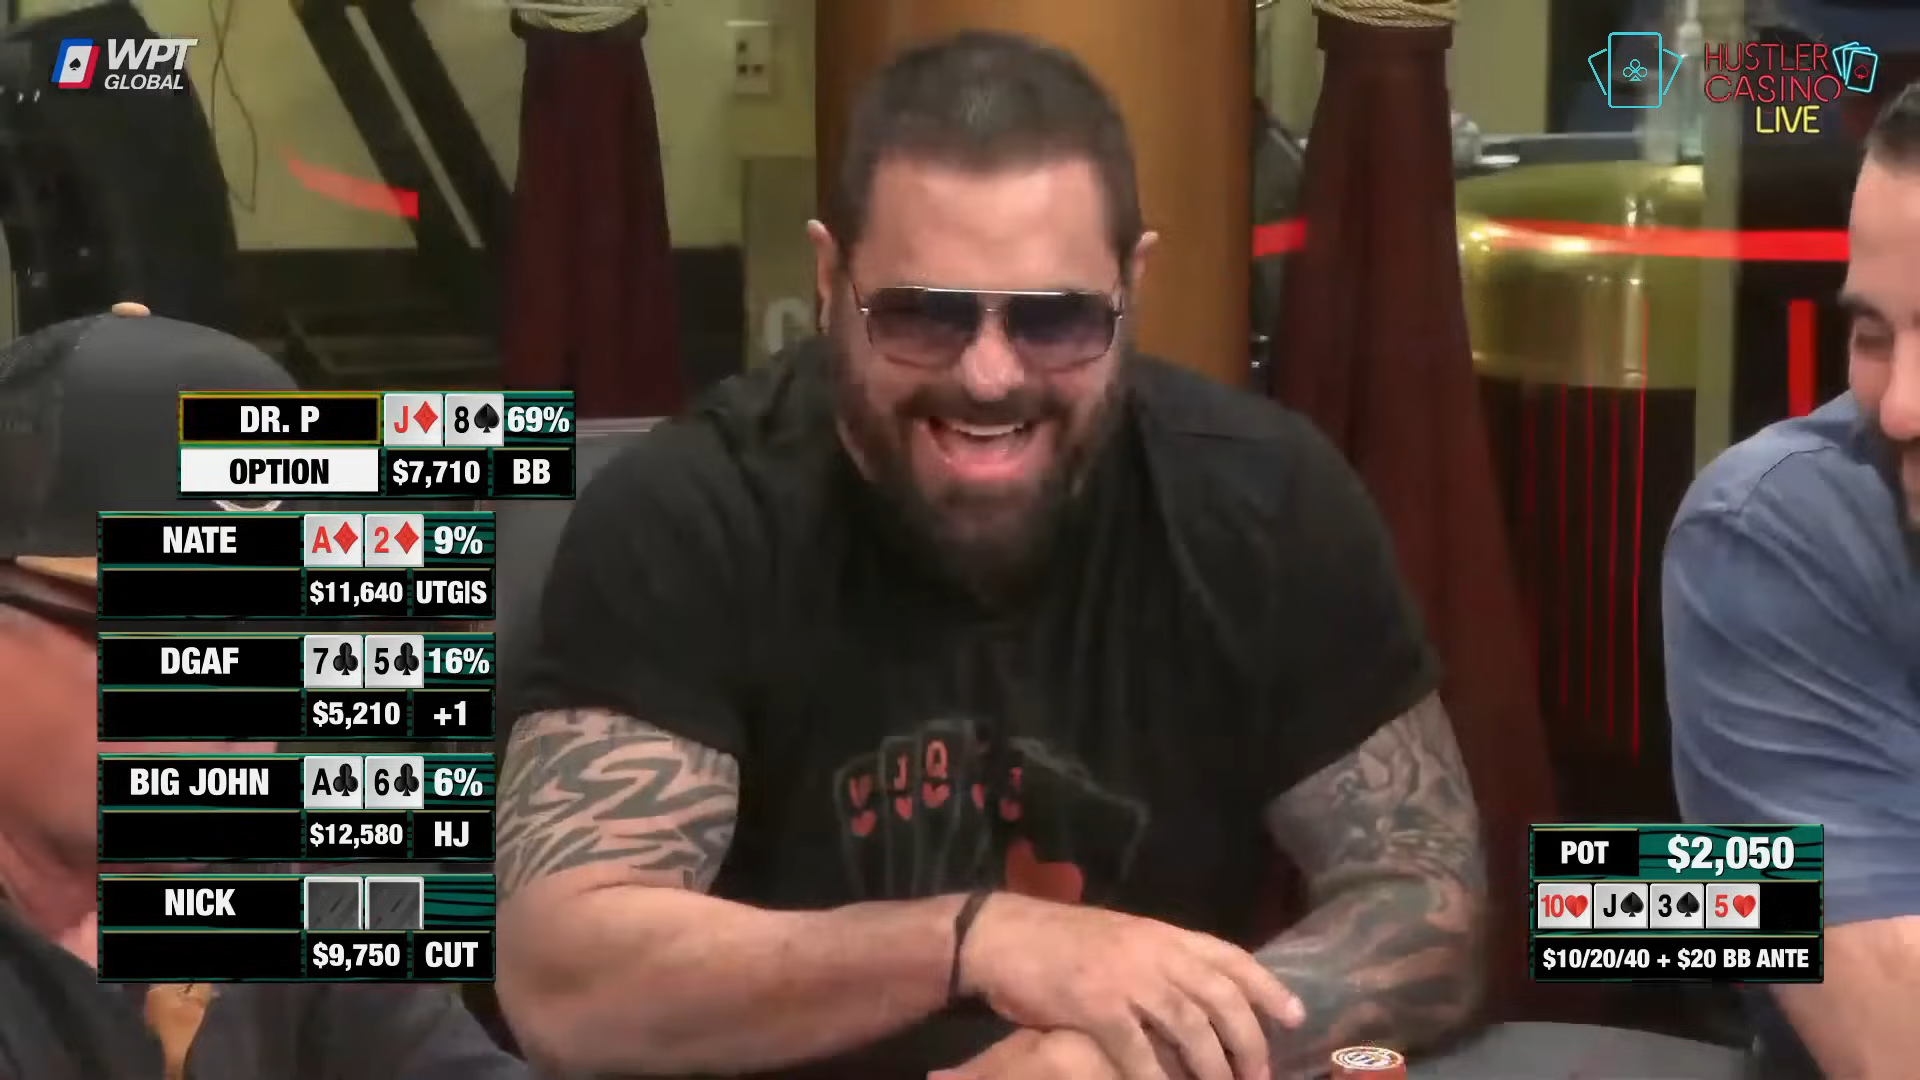 WPT
GLOBAL
HUSTLER
CASINO
LIVE
DR. P J♦ 8♠ 69%
OPTION $7,710 BB
NATE A♦ 2♦ 9%
$11,640 UTGIS
DGAF 7♣ 5♣ 16%
$5,210 +1
BIG JOHN A♣ 6♣ 6%
$12,580 HJ
NICK
$9,750 CUT
J Q
POT $2,050
10♥ J♠ 3♠ 5♥
$10/20/40 + $20 BB ANTE